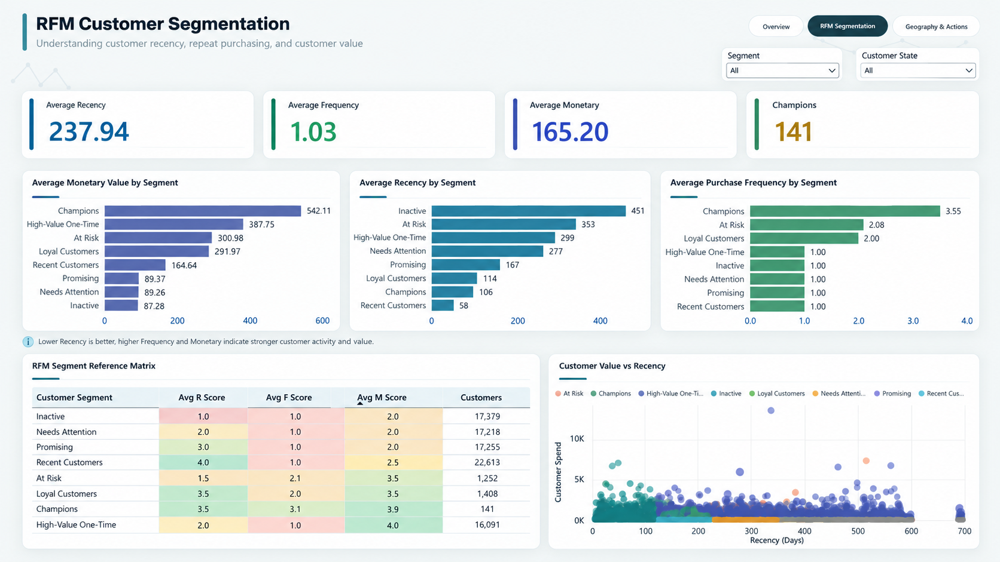 RFM Customer Segmentation
Understanding customer recency, repeat purchasing, and customer value
Overview
RFM Segmentation
Geography & Actions
Segment
All
Customer State
All
Average Recency
237.94
Average Frequency
1.03
Average Monetary
165.20
Champions
141
Average Monetary Value by Segment
Champions 542.11
High-Value One-Time 387.75
At Risk 300.98
Loyal Customers 291.97
Recent Customers 164.64
Promising 89.37
Needs Attention 89.26
Inactive 87.28
0 200 400 600
Average Recency by Segment
Inactive 451
At Risk 353
High-Value One-Time 299
Needs Attention 277
Promising 167
Loyal Customers 114
Champions 106
Recent Customers 58
0 200 400
Average Purchase Frequency by Segment
Champions 3.55
At Risk 2.08
Loyal Customers 2.00
High-Value One-Time 1.00
Inactive 1.00
Needs Attention 1.00
Promising 1.00
Recent Customers 1.00
0.0 1.0 2.0 3.0 4.0
i Lower Recency is better, higher Frequency and Monetary indicate stronger customer activity and value.
RFM Segment Reference Matrix
Customer Segment Avg R Score Avg F Score Avg M Score Customers
Inactive 1.0 1.0 2.0 17,379
Needs Attention 2.0 1.0 2.0 17,218
Promising 3.0 1.0 2.0 17,255
Recent Customers 4.0 1.0 2.5 22,613
At Risk 1.5 2.1 3.5 1,252
Loyal Customers 3.5 2.0 3.5 1,408
Champions 3.5 3.1 3.9 141
High-Value One-Time 2.0 1.0 4.0 16,091
Customer Value vs Recency
At Risk Champions High-Value One-Ti... Inactive Loyal Customers Needs Attenti... Promising Recent Cus...
Customer Spend
10K
5K
0K
0 100 200 300 400 500 600 700
Recency (Days)